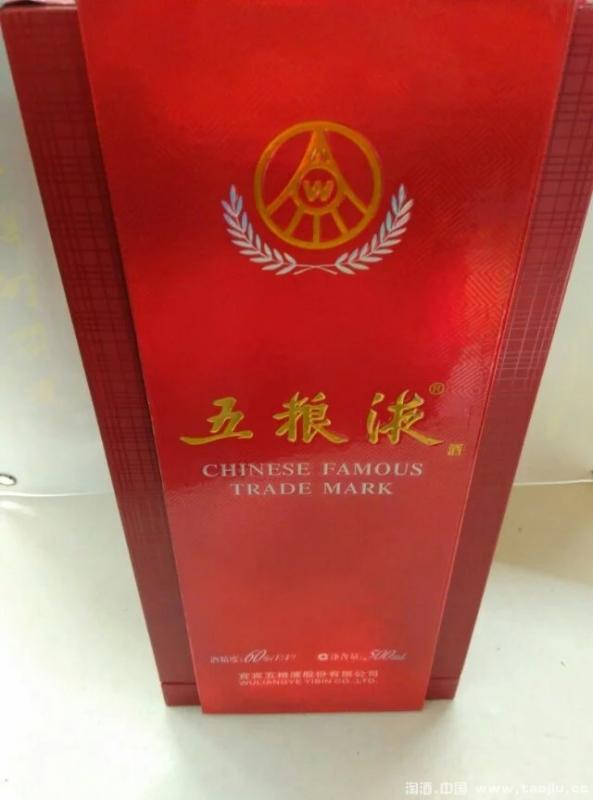 W
五粮液®
酒
CHINESE FAMOUS
TRADE MARK
酒精度:60%vol 净含量:500ml
宜宾五粮液股份有限公司
WULIANGYE YIBIN CO.,LTD.
淘酒.中国 www.taojiu.cc